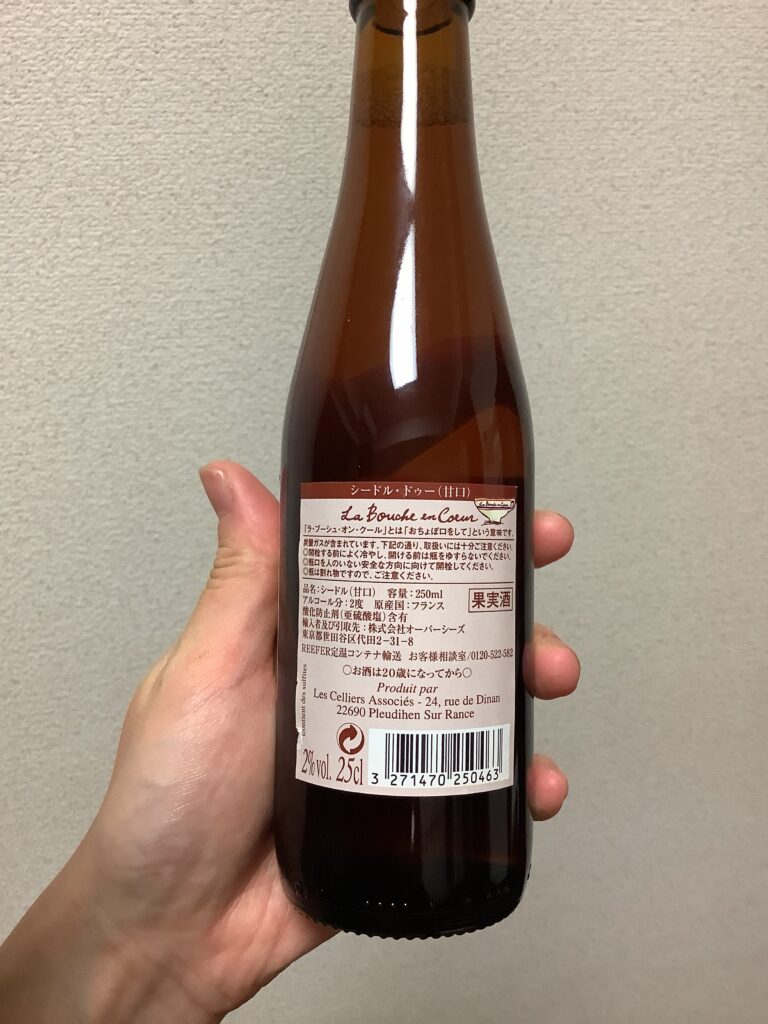 シードル・ドゥー(甘口)
La Bouche en Cœur
「ラ・ブーシュ・オン・クール」とは「おちょぼ口をして」という意味です。
炭酸ガスが含まれています。下記の通り、取扱いには十分ご注意ください。
○開栓する前によく冷やし、開ける前は瓶をゆすらないでください。
○瓶口を人のいない安全な方向に向けて開栓してください。
○瓶は割れ物ですので、ご注意ください。
品名:シードル(甘口) 容量:250ml
アルコール分:2度 原産国:フランス
果実酒
酸化防止剤(亜硫酸塩)含有
輸入者及び引取先:株式会社オーバーシーズ
東京都世田谷区代田2-31-8
REEFER定温コンテナ輸送 お客様相談室/0120-522-582
○お酒は20歳になってから○
Produit par
Les Celliers Associés - 24, rue de Dinan
22690 Pleudihen Sur Rance
contient des sulfites
2%vol. 25cl
3 271470 250463